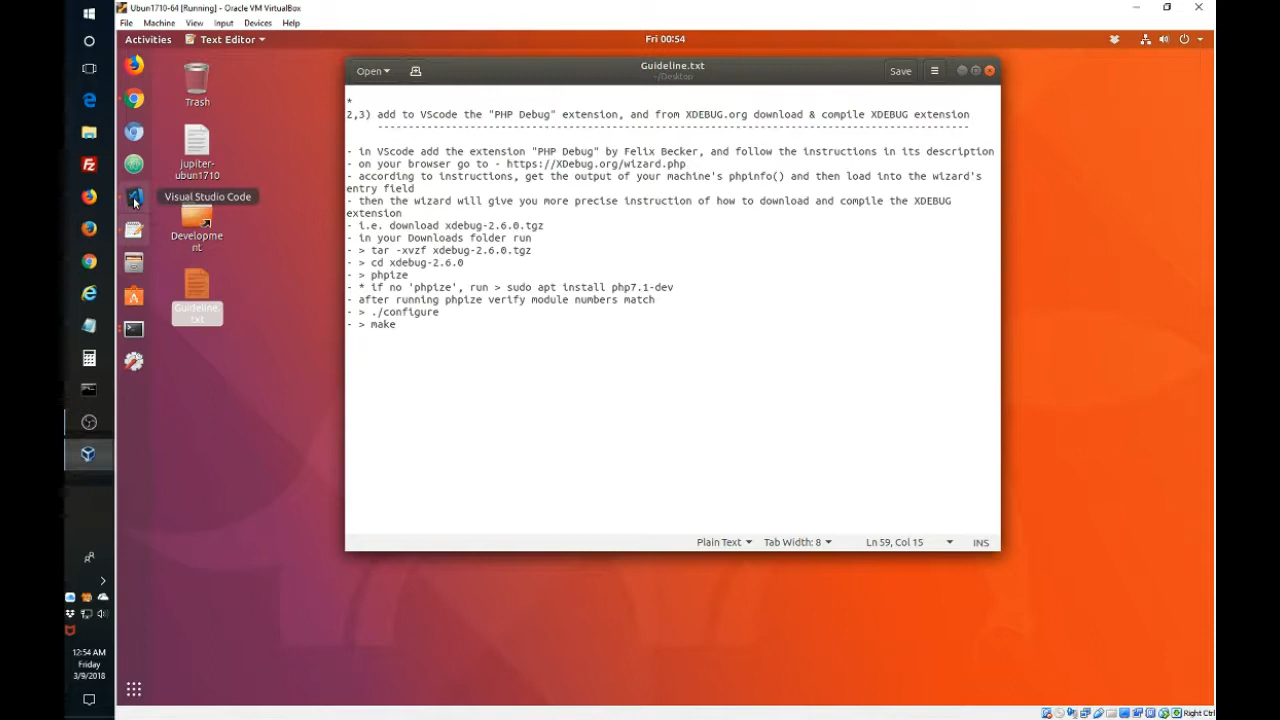 Ubun1710-64 [Running] - Oracle VM VirtualBox
File Machine View Input Devices Help
Activities Text Editor Fri 00:54
Open Guideline.txt Save
~/Desktop
Trash
jupiter-
ubun1710
Visual Studio Code
Developme
nt
Guideline.
txt
*
2,3) add to VScode the "PHP Debug" extension, and from XDEBUG.org download & compile XDEBUG extension
-----------------------------------------------------------------------------------------------
- in VScode add the extension "PHP Debug" by Felix Becker, and follow the instructions in its description
- on your browser go to - https://XDebug.org/wizard.php
- according to instructions, get the output of your machine's phpinfo() and then load into the wizard's
entry field
- then the wizard will give you more precise instruction of how to download and compile the XDEBUG
extension
- i.e. download xdebug-2.6.0.tgz
- in your Downloads folder run
- > tar -xvzf xdebug-2.6.0.tgz
- > cd xdebug-2.6.0
- > phpize
- * if no 'phpize', run > sudo apt install php7.1-dev
- after running phpize verify module numbers match
- > ./configure
- > make
Plain Text Tab Width: 8 Ln 59, Col 15 INS
12:54 AM
Friday
3/9/2018
Right Ctrl